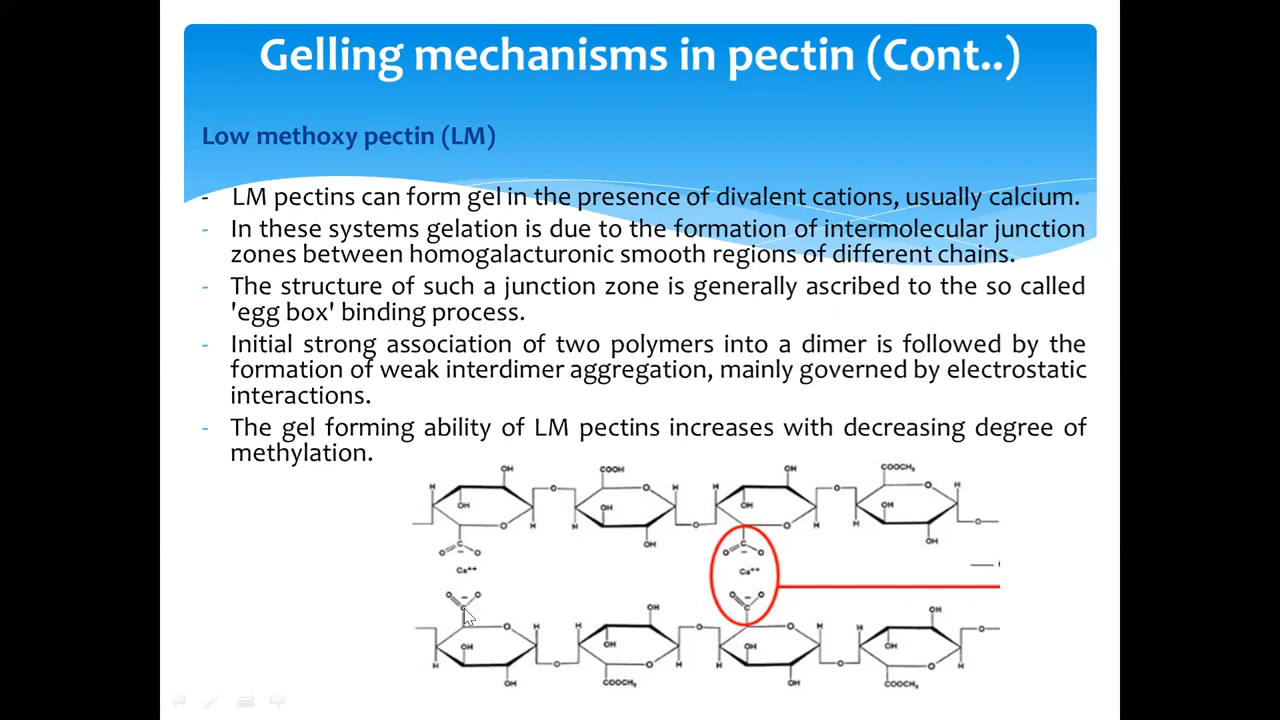 Gelling mechanisms in pectin (Cont..)
Low methoxy pectin (LM)
- LM pectins can form gel in the presence of divalent cations, usually calcium.
- In these systems gelation is due to the formation of intermolecular junction
zones between homogalacturonic smooth regions of different chains.
- The structure of such a junction zone is generally ascribed to the so called
'egg box' binding process.
- Initial strong association of two polymers into a dimer is followed by the
formation of weak interdimer aggregation, mainly governed by electrostatic
interactions.
- The gel forming ability of LM pectins increases with decreasing degree of
methylation.
OH COOH OH COOCH₃
H O H H O O H
OH O OH OH O OH
H O H H OH O H O H H OH O
O C O O C O
Ca⁺⁺ Ca⁺⁺
O C O O C O
OH OH
O H H O O H H O
OH OH OH OH
H O O H H O O H
OH COOCH₃ OH COOCH₃